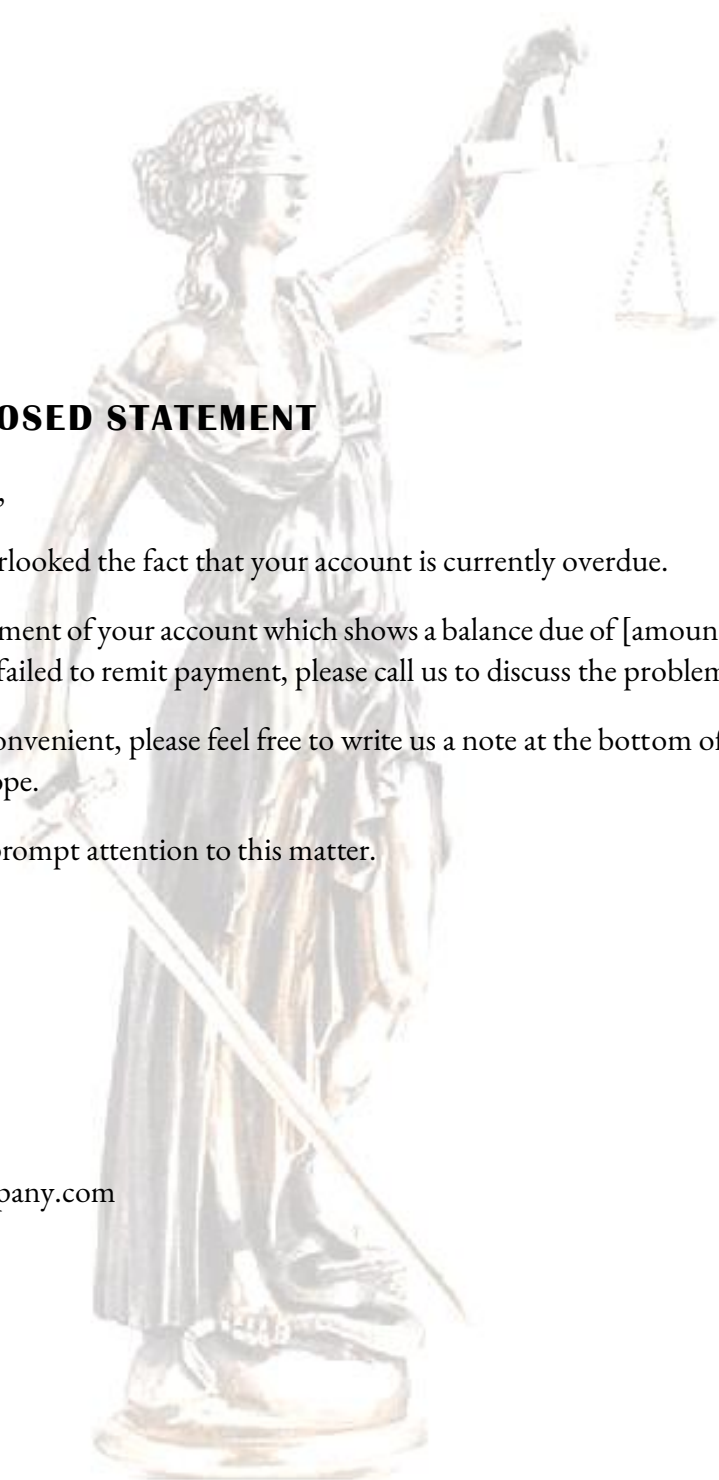 OSED STATEMENT
,
rlooked the fact that your account is currently overdue.
ment of your account which shows a balance due of [amoun
failed to remit payment, please call us to discuss the problem
onvenient, please feel free to write us a note at the bottom of
ope.
prompt attention to this matter.
pany.com